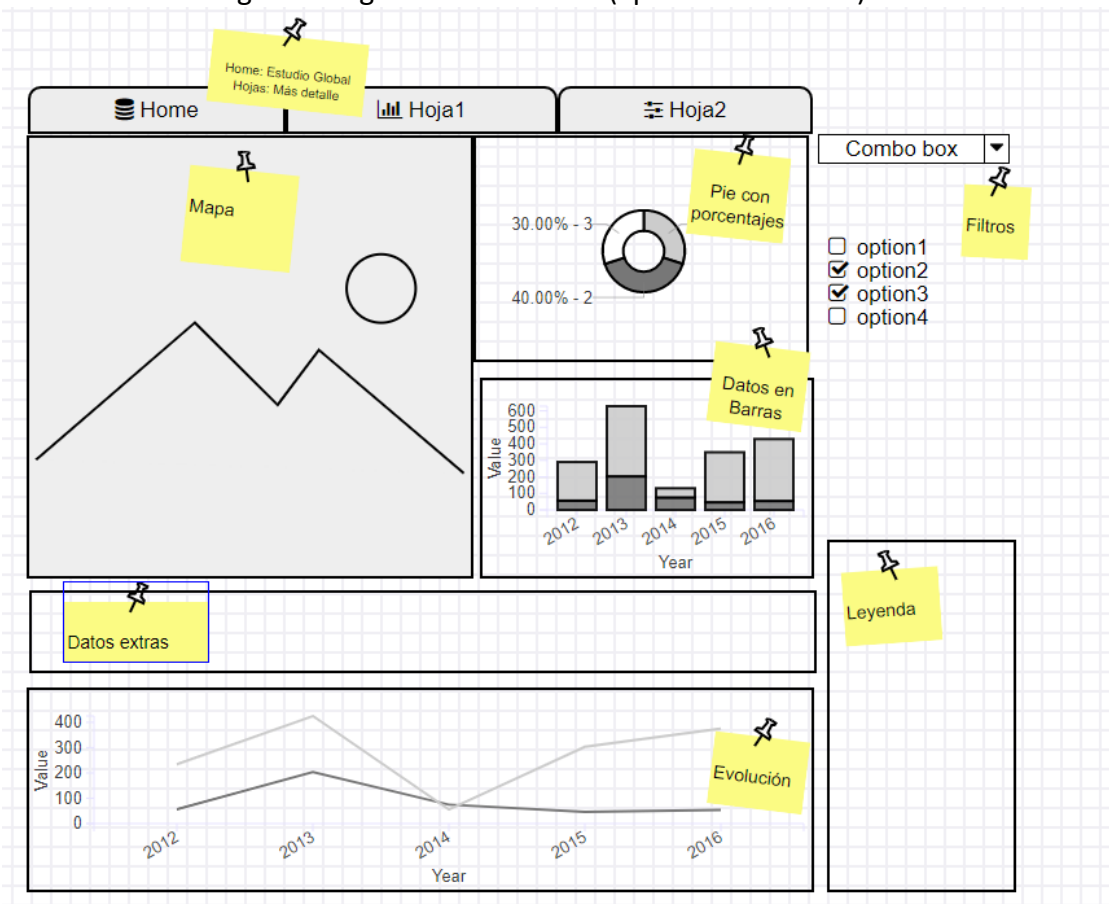 Home: Estudio Global
Hojas: Más detalle
Home
Hoja1
Hoja2
Mapa
Pie con
porcentajes
30.00% - 3
40.00% - 2
Combo box
Filtros
option1
option2
option3
option4
Datos en
Barras
Value
600
500
400
300
200
100
0
2012
2013
2014
2015
2016
Year
Datos extras
Leyenda
Evolución
Value
400
300
200
100
0
2012
2013
2014
2015
2016
Year